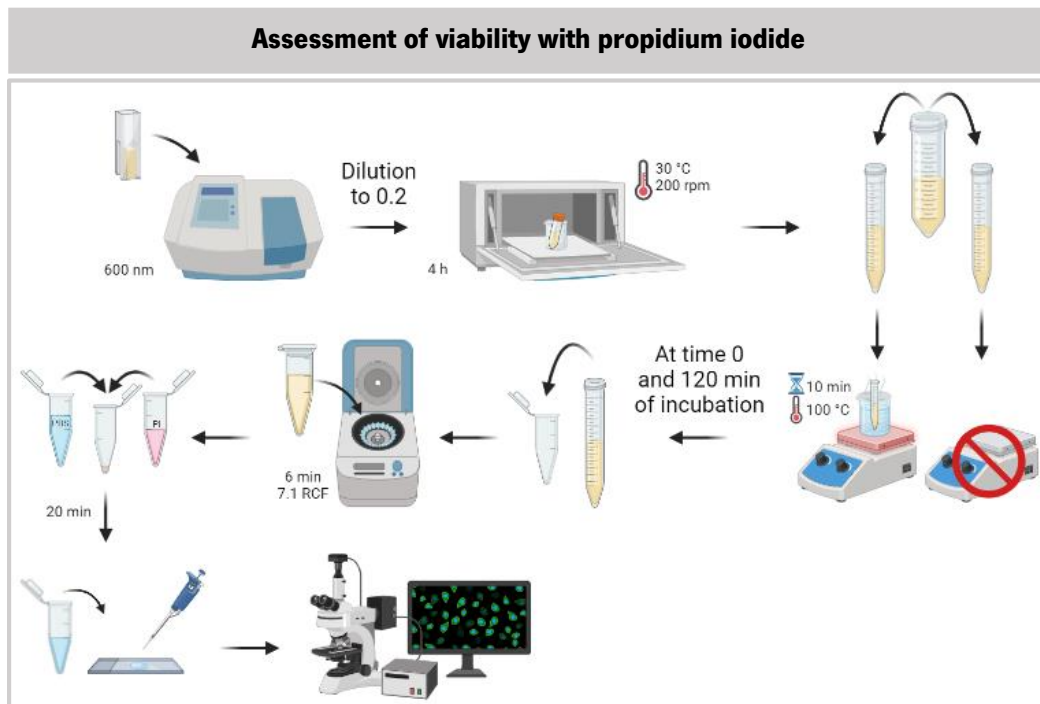 Assessment of viability with propidium iodide
600 nm
Dilution
to 0.2
4 h
30 °C
200 rpm
10 min
100 °C
At time 0
and 120 min
of incubation
6 min
7.1 RCF
PBS
PI
20 min